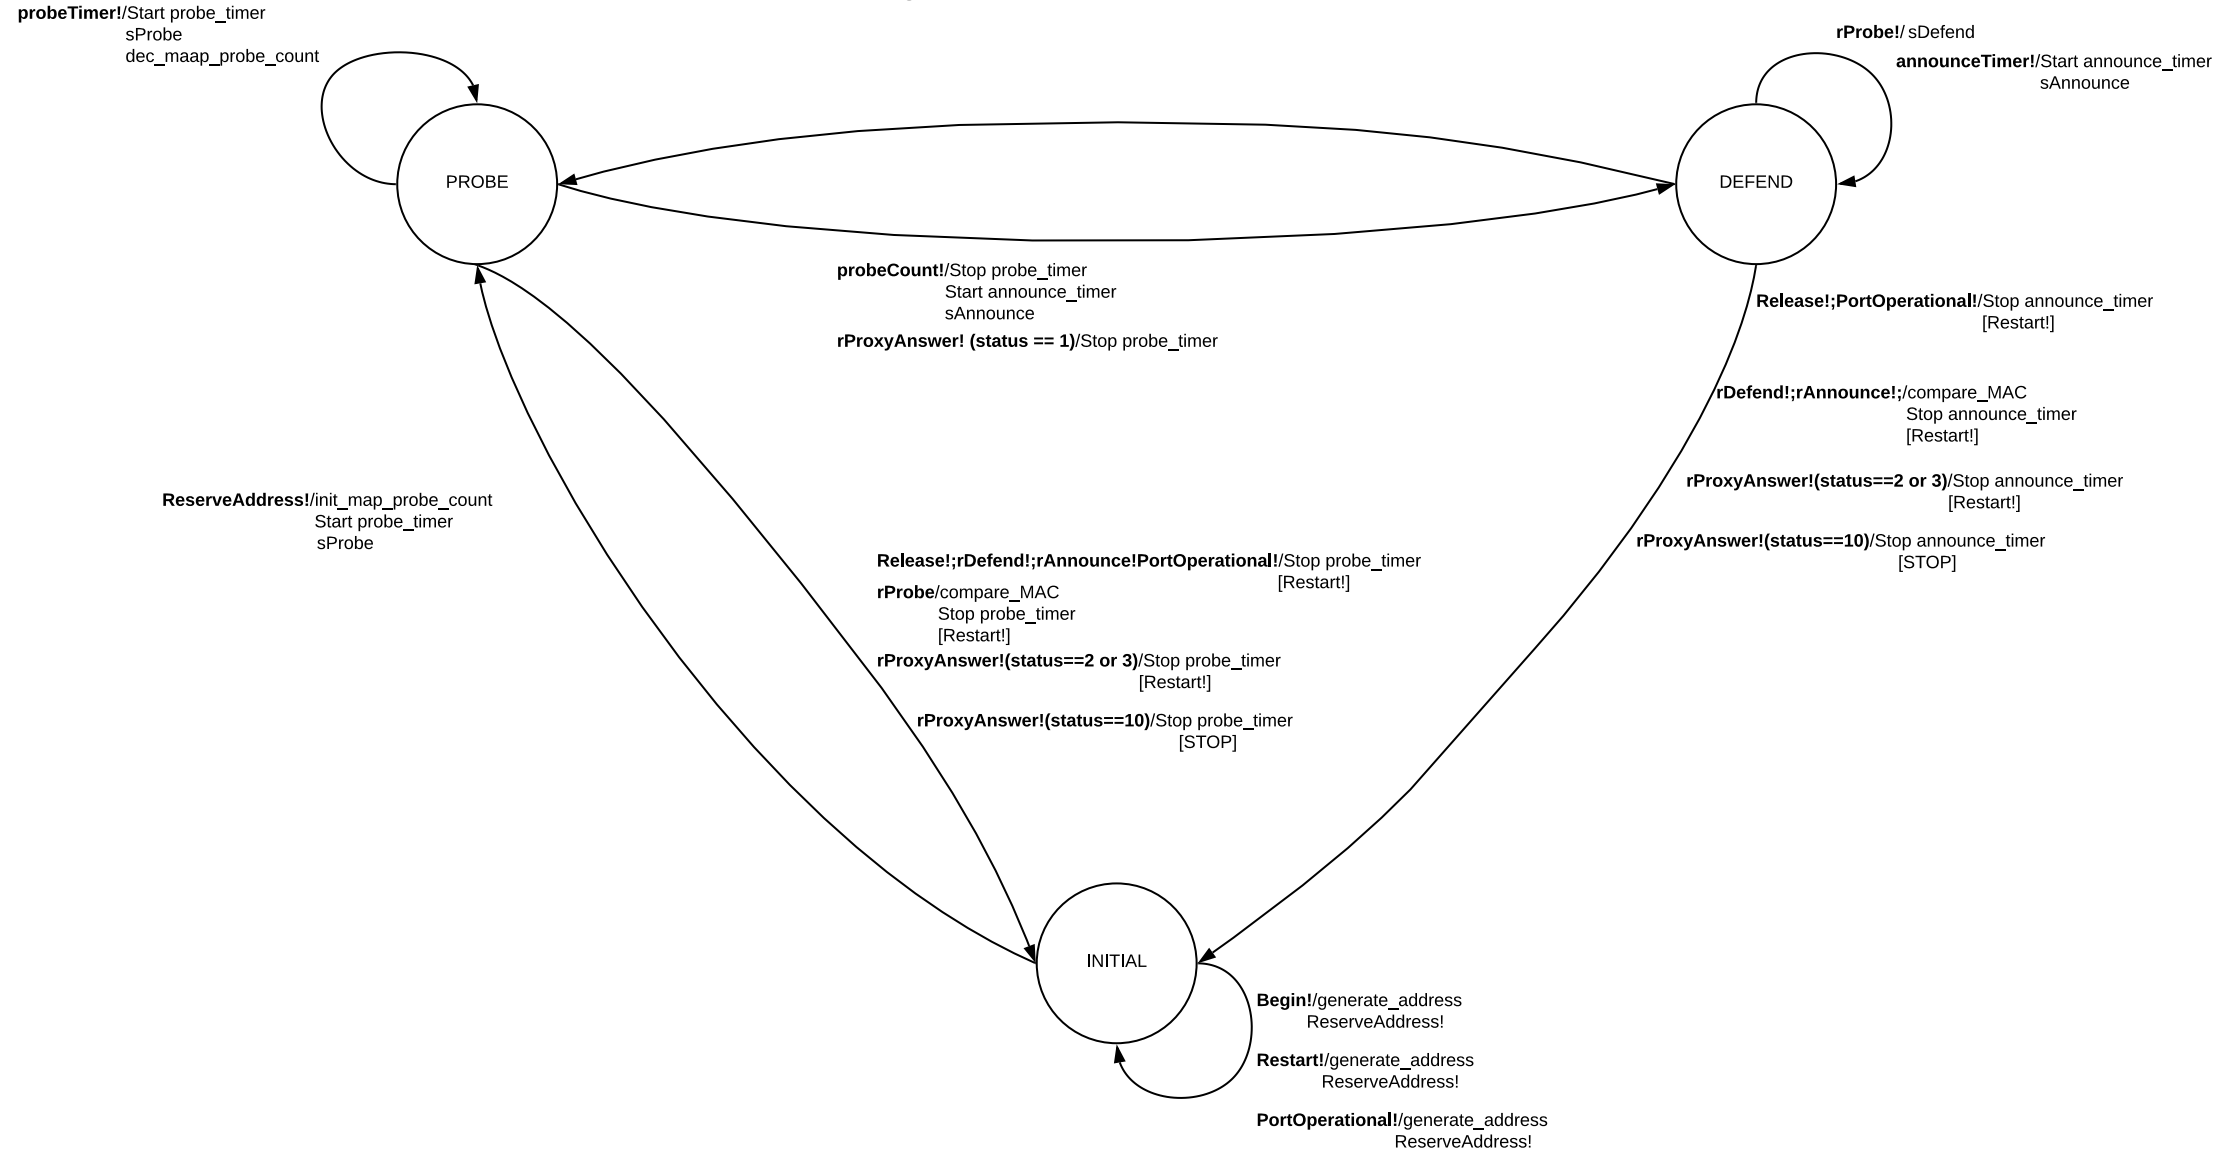 probeTimer!/Start probe_timer
sProbe
dec_maap_probe_count
rProbe!/ sDefend
announceTimer!/Start announce_timer
sAnnounce
PROBE
DEFEND
probeCount!/Stop probe_timer
Start announce_timer
sAnnounce
rProxyAnswer! (status == 1)/Stop probe_timer
Release!;PortOperational!/Stop announce_timer
[Restart!]
rDefend!;rAnnounce!;/compare_MAC
Stop announce_timer
[Restart!]
rProxyAnswer!(status==2 or 3)/Stop announce_timer
[Restart!]
rProxyAnswer!(status==10)/Stop announce_timer
[STOP]
ReserveAddress!/init_map_probe_count
Start probe_timer
sProbe
Release!;rDefend!;rAnnounce!PortOperational!/Stop probe_timer
[Restart!]
rProbe/compare_MAC
Stop probe_timer
[Restart!]
rProxyAnswer!(status==2 or 3)/Stop probe_timer
[Restart!]
rProxyAnswer!(status==10)/Stop probe_timer
[STOP]
INITIAL
Begin!/generate_address
ReserveAddress!
Restart!/generate_address
ReserveAddress!
PortOperational!/generate_address
ReserveAddress!